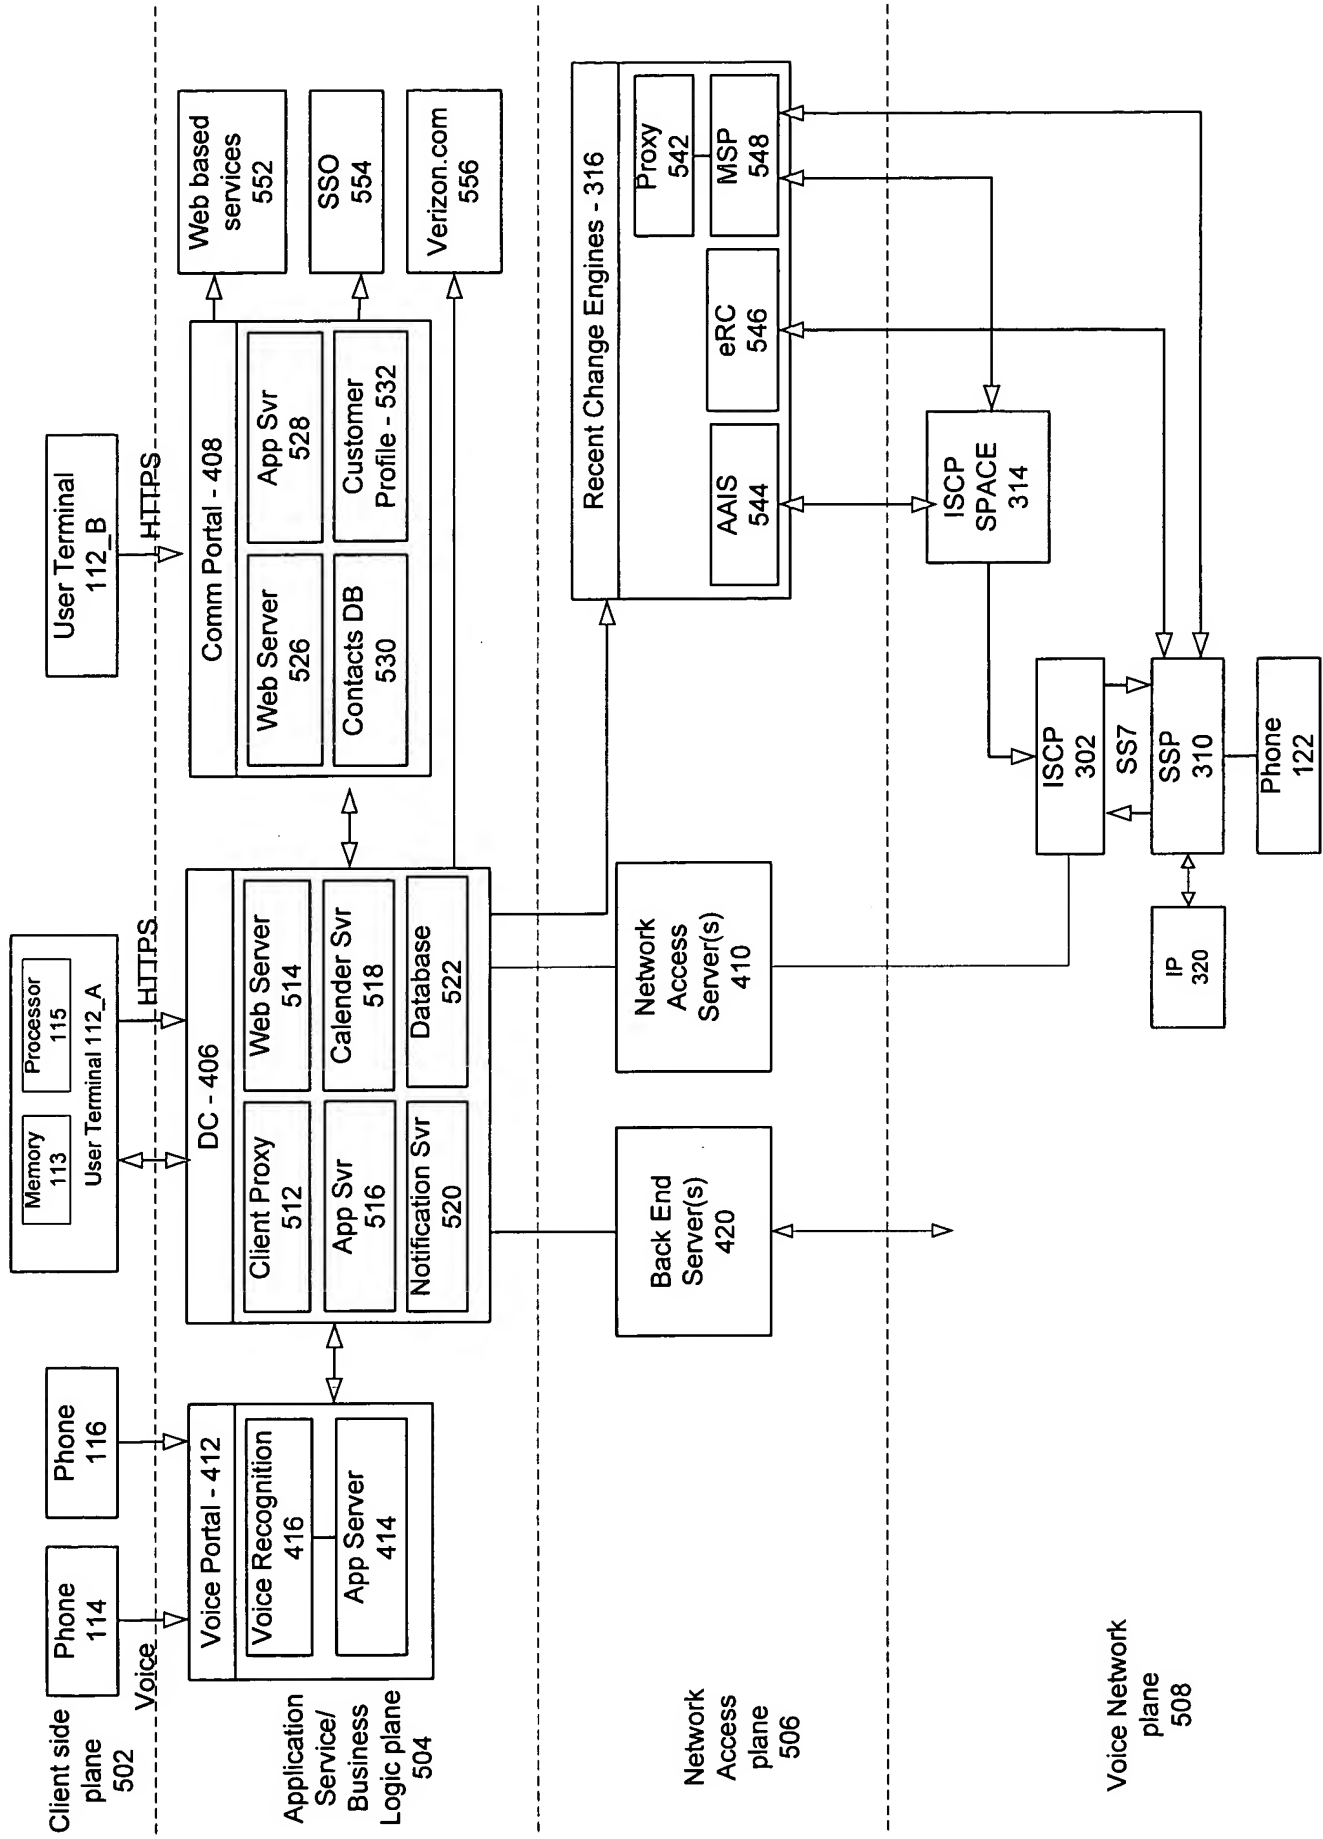 Client side
plane
502
Phone
114
Phone
116
Memory
113
Processor
115
User Terminal 112_A
User Terminal
112_B
Voice
HTTPS
HTTPS
Application
Service/
Business
Logic plane
504
Voice Portal - 412
Voice Recognition
416
App Server
414
DC - 406
Client Proxy
512
Web Server
514
App Svr
516
Calender Svr
518
Notification Svr
520
Database
522
Comm Portal - 408
Web Server
526
App Svr
528
Contacts DB
530
Customer
Profile - 532
Web based
services
552
SSO
554
Verizon.com
556
Network
Access
plane
506
Back End
Server(s)
420
Network
Access
Server(s)
410
Recent Change Engines - 316
Proxy
542
AAIS
544
eRC
546
MSP
548
Voice Network
plane
508
ISCP
SPACE
314
ISCP
302
SS7
SSP
310
IP
320
Phone
122